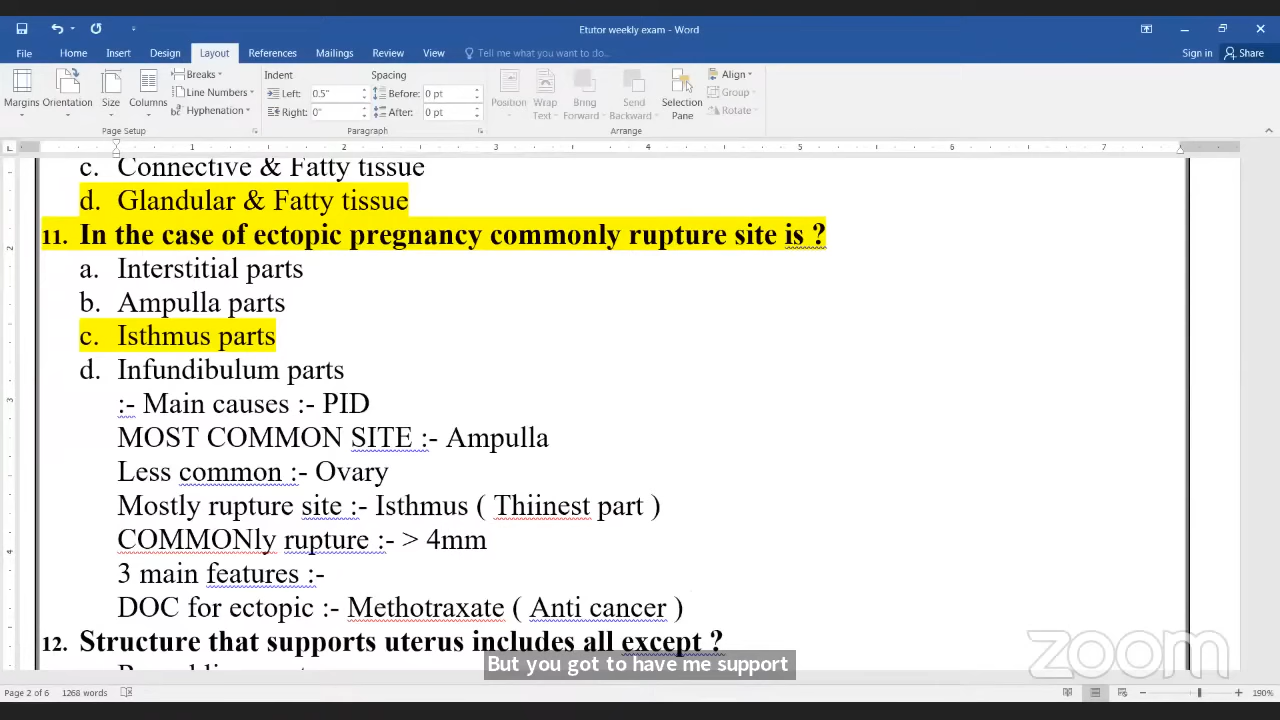 Etutor weekly exam - Word
File Home Insert Design Layout References Mailings Review View Tell me what you want to do... Sign in Share
Margins Orientation Size Columns Breaks Line Numbers Hyphenation
Page Setup
Indent Spacing
Left: 0.5" Before: 0 pt
Right: 0" After: 0 pt
Paragraph
Position Wrap Text Bring Forward Send Backward Selection Pane Align Group Rotate
Arrange
1 2 3 4 5 6 7
c. Connective & Fatty tissue
d. Glandular & Fatty tissue
11. In the case of ectopic pregnancy commonly rupture site is ?
a. Interstitial parts
b. Ampulla parts
c. Isthmus parts
d. Infundibulum parts
:- Main causes :- PID
MOST COMMON SITE :- Ampulla
Less common :- Ovary
Mostly rupture site :- Isthmus ( Thiinest part )
COMMONly rupture :- > 4mm
3 main features :-
DOC for ectopic :- Methotraxate ( Anti cancer )
12. Structure that supports uterus includes all except ?
But you got to have me support
zoom
Page 2 of 6 1268 words 190%